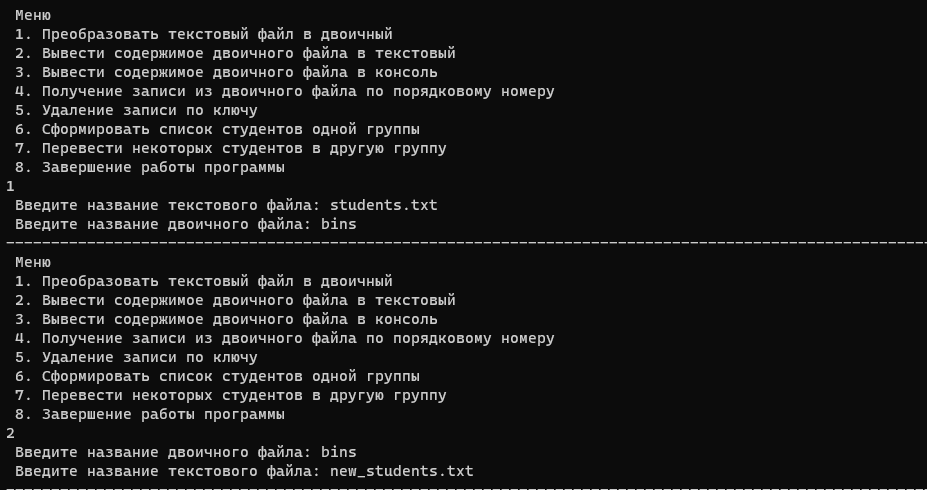 Меню
1. Преобразовать текстовый файл в двоичный
2. Вывести содержимое двоичного файла в текстовый
3. Вывести содержимое двоичного файла в консоль
4. Получение записи из двоичного файла по порядковому номеру
5. Удаление записи по ключу
6. Сформировать список студентов одной группы
7. Перевести некоторых студентов в другую группу
8. Завершение работы программы
1
Введите название текстового файла: students.txt
Введите название двоичного файла: bins
-------------------------------------------------------------------------------------------------------
Меню
1. Преобразовать текстовый файл в двоичный
2. Вывести содержимое двоичного файла в текстовый
3. Вывести содержимое двоичного файла в консоль
4. Получение записи из двоичного файла по порядковому номеру
5. Удаление записи по ключу
6. Сформировать список студентов одной группы
7. Перевести некоторых студентов в другую группу
8. Завершение работы программы
2
Введите название двоичного файла: bins
Введите название текстового файла: new_students.txt
-------------------------------------------------------------------------------------------------------